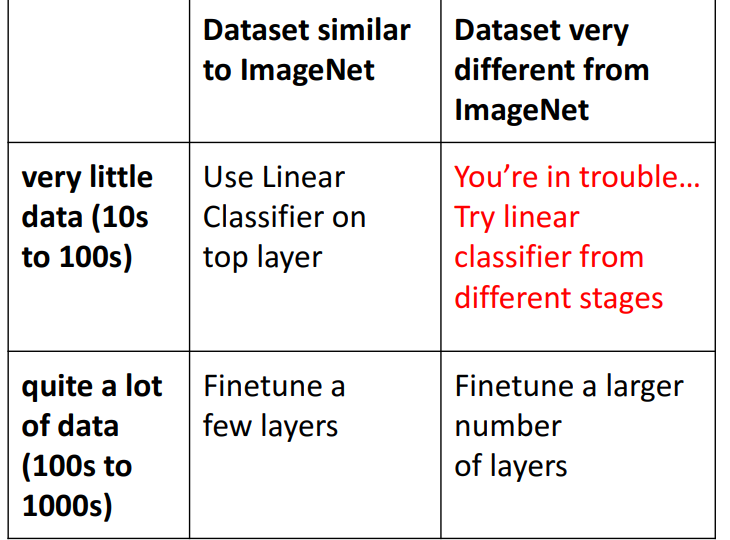 Dataset similar
to ImageNet
Dataset very
different from
ImageNet
very little
data (10s
to 100s)
Use Linear
Classifier on
top layer
You’re in trouble…
Try linear
classifier from
different stages
quite a lot
of data
(100s to
1000s)
Finetune a
few layers
Finetune a larger
number
of layers